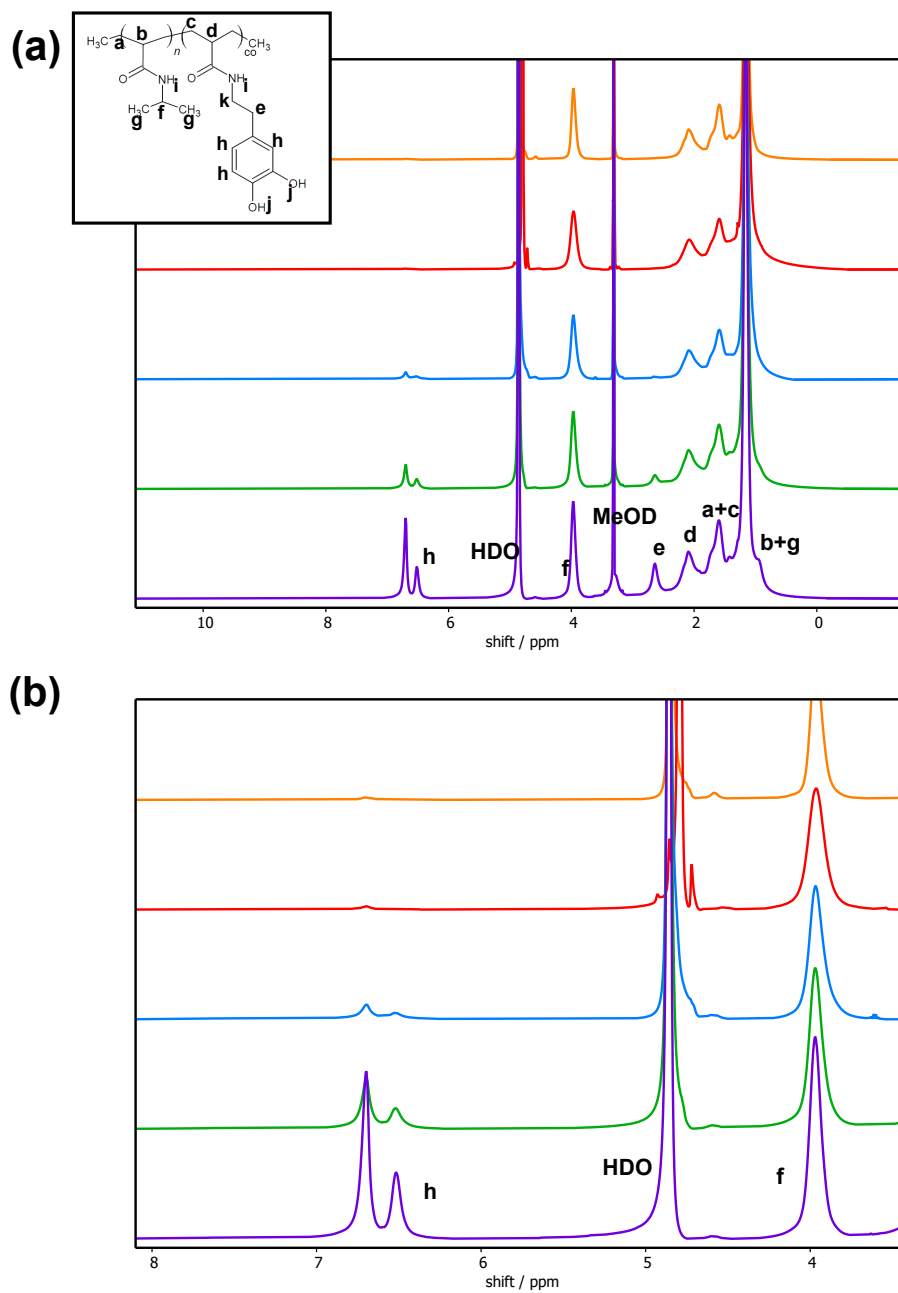 (a)
H₃C
a
b
c
d
n
co
CH₃
O
NH
i
O
NH
i
f
k
H₃C
CH₃
e
g
g
h
h
h
OH
j
OH
j
h
HDO
f
MeOD
e
d
a+c
b+g
10 8 6 4 2 0
shift / ppm
(b)
h
HDO
f
8 7 6 5 4
shift / ppm